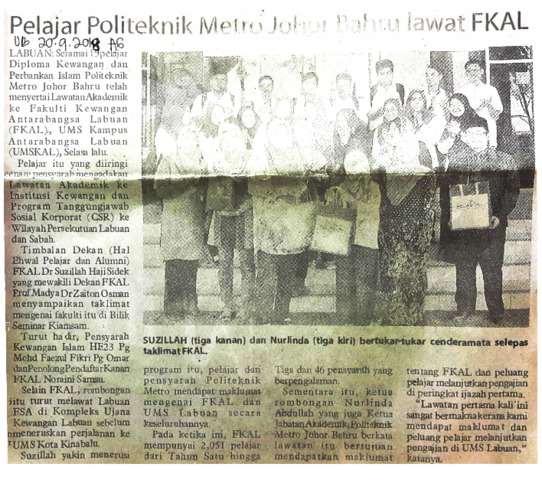 Pelajar Politeknik Metro Johor Bahru lawat FKAL
UB 20.9.2018 A6
LABUAN: Selama 19 pelajar
Diploma Kewangan dan
Perbankan Islam Politeknik
Metro Johor Bahru telah
menyertai Lawatan Akademik
ke Fakulti Kewangan
Antarabangsa Labuan
(FKAL), UMS Kampus
Antarabangsa Labuan
(UMSKAL), Selasa lalu.
Pelajar itu yang diiringi
enam pensyarah mengadakan
Lawatan Akademik ke
Institusi Kewangan dan
Program Tanggungjawab
Sosial Korporat (CSR) ke
Wilayah Persekutuan Labuan
dan Sabah.
Timbalan Dekan (Hal
Ehwal Pelajar dan Alumni)
FKAL Dr Suzillah Haji Sidek
yang mewakili Dekan FKAL
Prof Madya Dr Zaiton Osman
menyampaikan taklimat
mengenai fakulti itu di Bilik
Seminar Kiamsam.
Turut hadir, Pensyarah
Kewangan Islam HE23 Pg
Mohd Faezul Fikri Pg Omar
dan Penolong Pendaftar Kanan
FKAL Noraini Samsu.
Selain FKAL, rombongan
itu turut melawat Labuan
FSA di Kompleks Ujana
Kewangan Labuan sebelum
meneruskan perjalanan ke
UMS Kota Kinabalu.
Suzillah yakin menerusi
SUZILLAH (tiga kanan) dan Nurlinda (tiga kiri) bertukar-tukar cenderamata selepas
taklimat FKAL.
program itu, pelajar dan
pensyarah Politeknik
Metro mendapat maklumat
mengenai FKAL dan
UMS Labuan secara
keseluruhannya.
Pada ketika ini, FKAL
mempunyai 2,051 pelajar
dari Tahun Satu hingga
Tiga dan 46 pensyarah yang
berpengalaman.
Sementara itu, ketua
rombongan, Nurlinda
Abdullah yang juga Ketua
Jabatan Akademik, Politeknik
Metro Johor Bahru berkata
lawatan itu bertujuan
mendapatkan maklumat
tentang FKAL dan peluang
pelajar melanjutkan pengajian
di peringkat ijazah pertama.
"Lawatan pertama kali ini
sangat bermakna kerana kami
mendapat maklumat dan
peluang pelajar melanjutkan
pengajian di UMS Labuan,"
katanya.